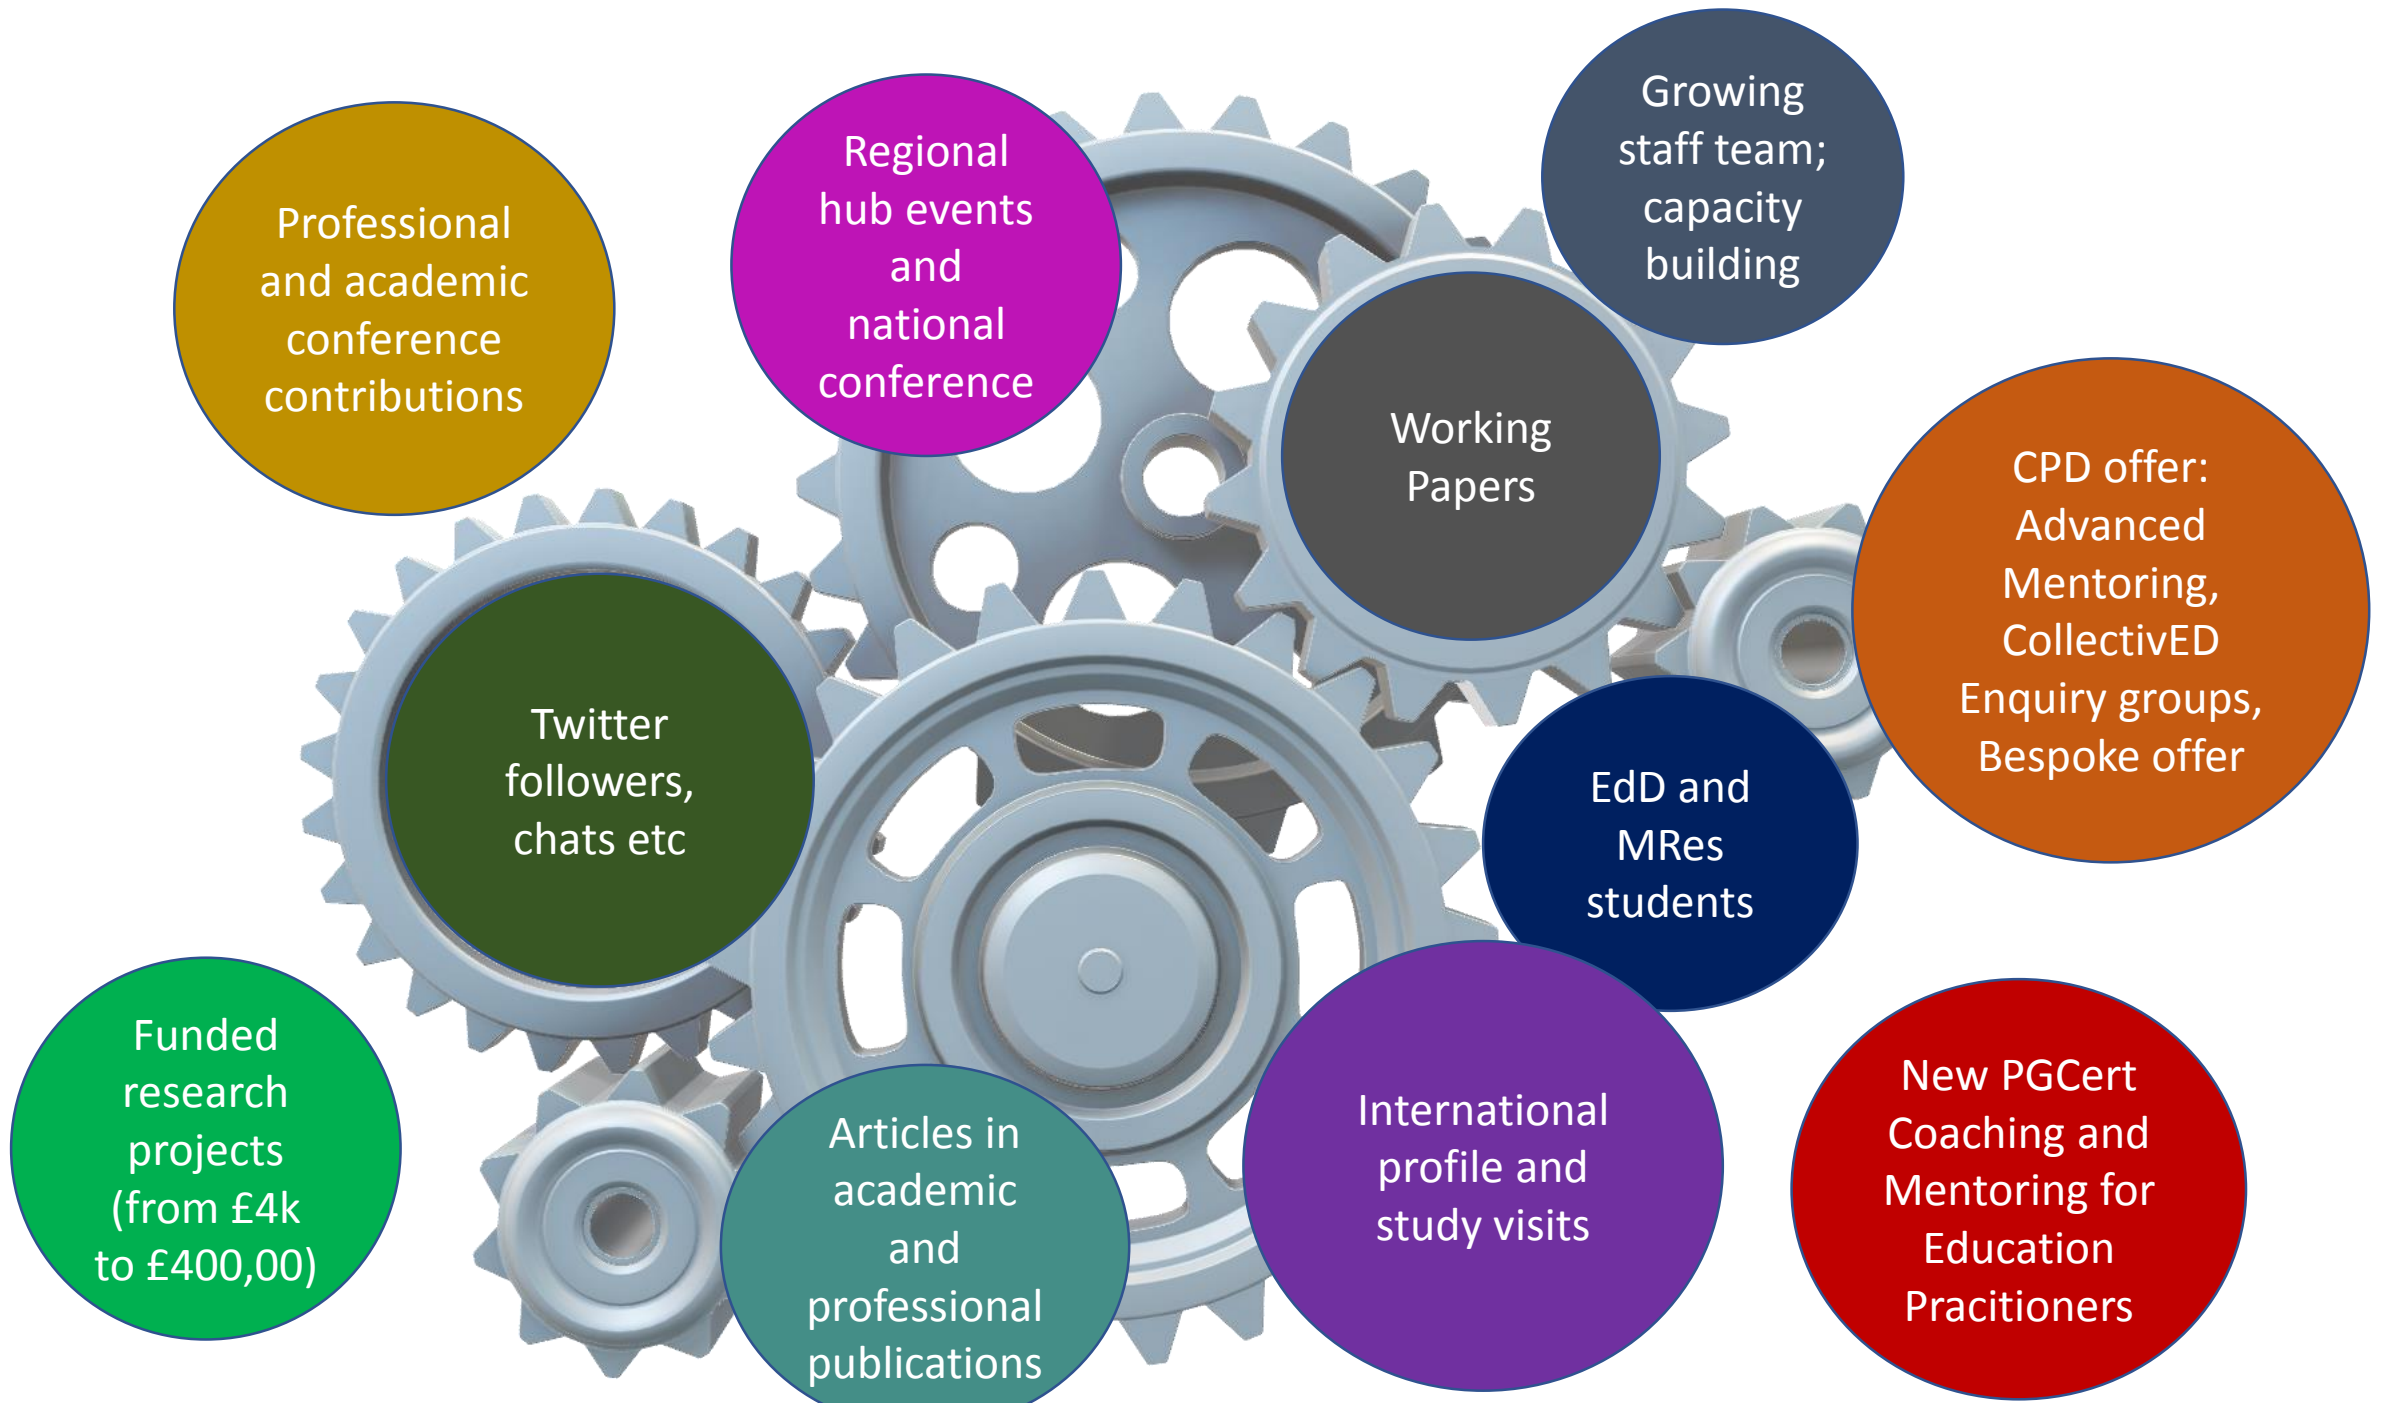 Professional
and academic
conference
contributions
Regional
hub events
and
national
conference
Growing
staff team;
capacity
building
Working
Papers
CPD offer:
Advanced
Mentoring,
CollectivED
Enquiry groups,
Bespoke offer
Twitter
followers,
chats etc
EdD and
MRes
students
Funded
research
projects
(from £4k
to £400,00)
Articles in
academic
and
professional
publications
International
profile and
study visits
New PGCert
Coaching and
Mentoring for
Education
Pracitioners